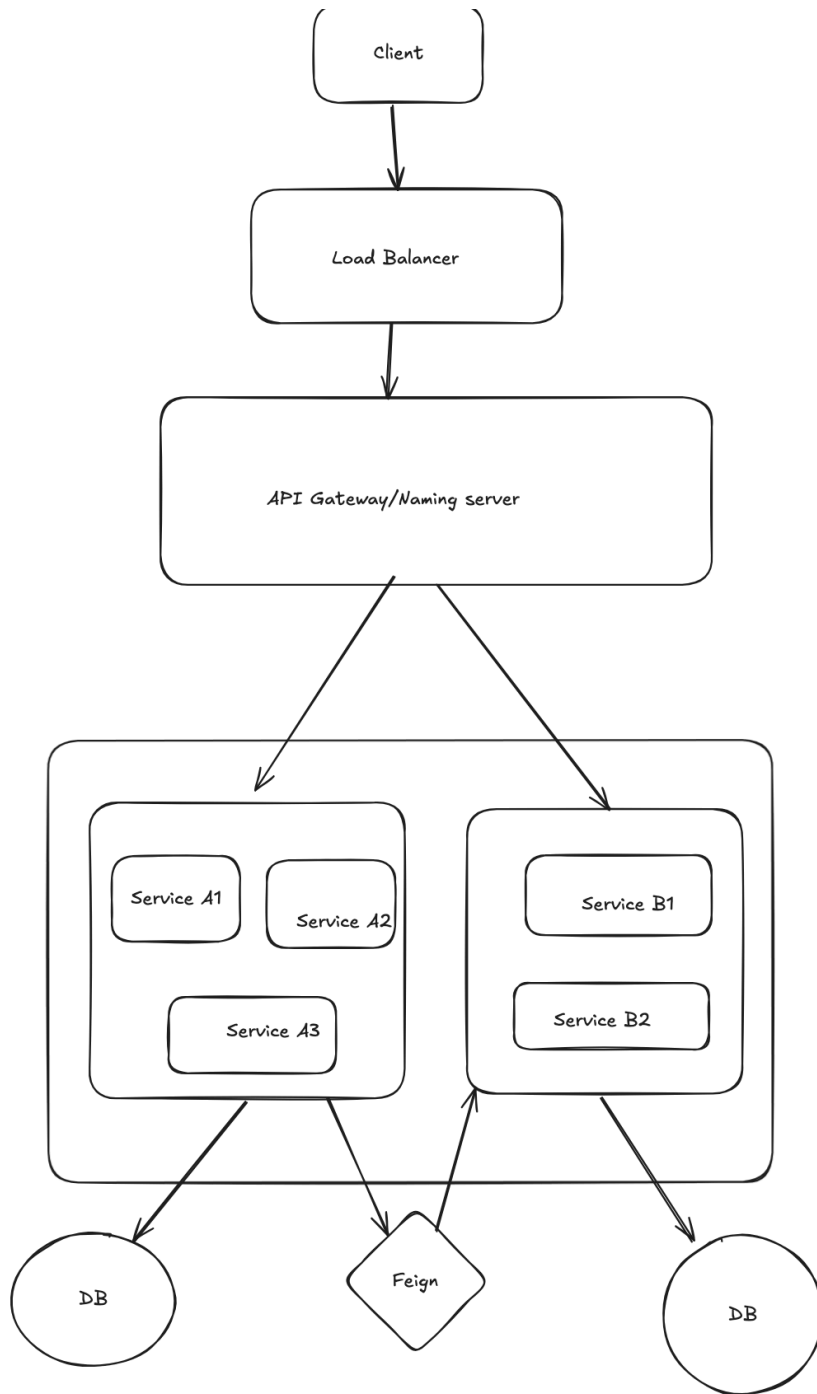 Client
Load Balancer
API Gateway/Naming server
Service A1
Service A2
Service A3
Service B1
Service B2
DB
Feign
DB